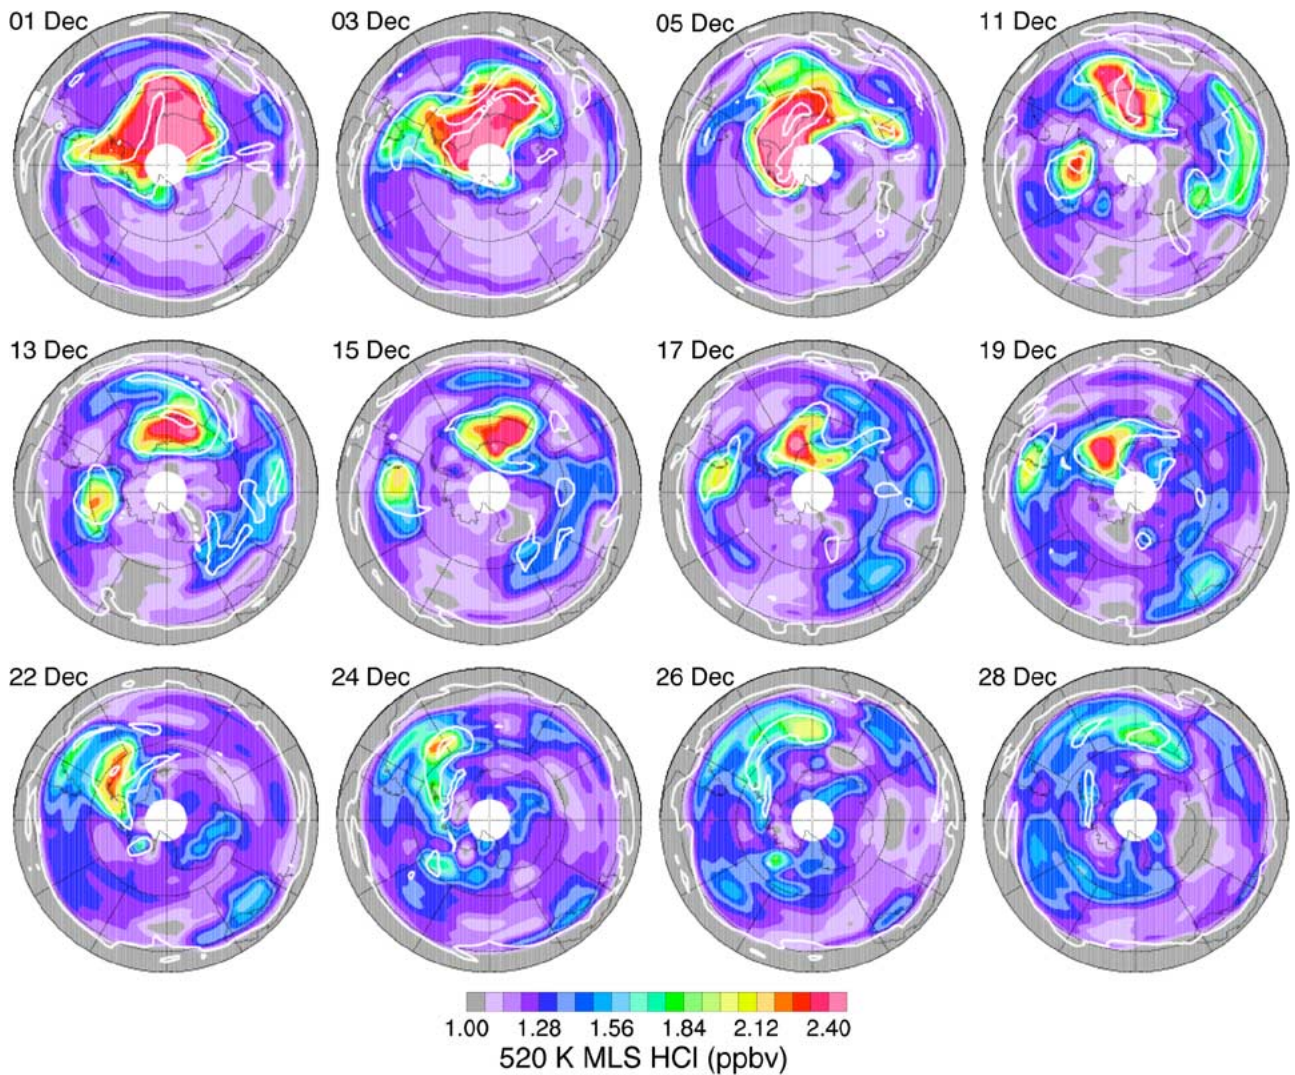 01 Dec 03 Dec 05 Dec 11 Dec
13 Dec 15 Dec 17 Dec 19 Dec
22 Dec 24 Dec 26 Dec 28 Dec
1.00 1.28 1.56 1.84 2.12 2.40
520 K MLS HCl (ppbv)